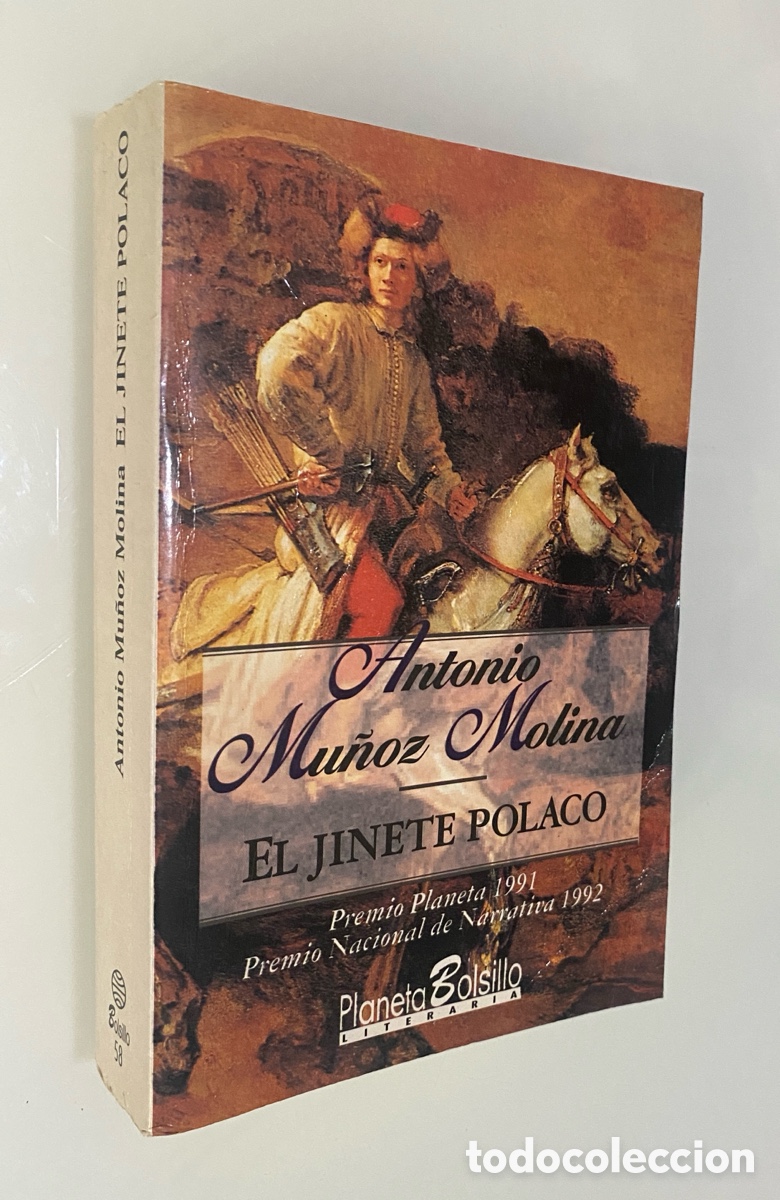 Antonio Muñoz Molina EL JINETE POLACO
Bolsillo
58
Antonio
Muñoz Molina
EL JINETE POLACO
Premio Planeta 1991
Premio Nacional de Narrativa 1992
Planeta Bolsillo
LITERARIA
todocoleccion